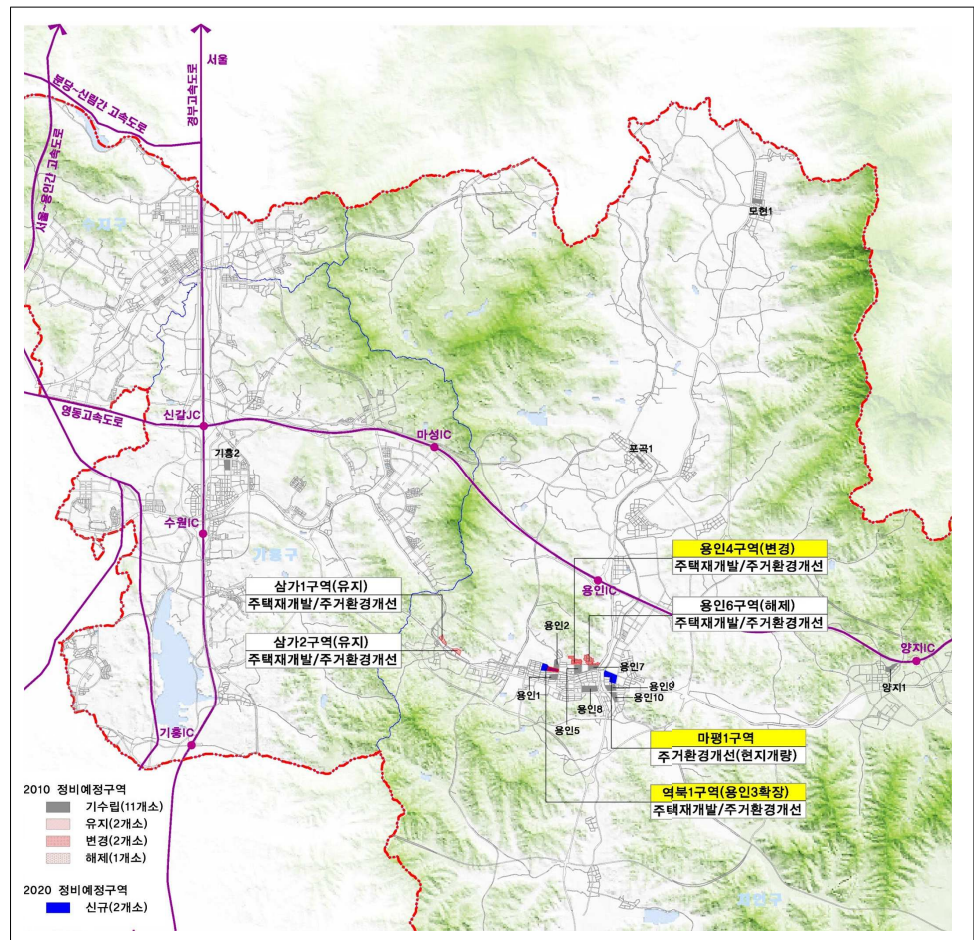 서울
경부고속도로
분당~신림간 고속도로
서울~용인간 고속도로
수지구
모현1
영동고속도로
신갈JC
마성IC
기흥2
포곡1
수원IC
기흥구
용인4구역(변경)
주택재개발/주거환경개선
용인IC
삼가1구역(유지)
주택재개발/주거환경개선
용인6구역(해제)
주택재개발/주거환경개선
용인2
삼가2구역(유지)
주택재개발/주거환경개선
양지IC
용인7
양지1
용인1
용인9
용인10
용인8
용인5
기흥IC
마평1구역
주거환경개선(현지개량)
역북1구역(용인3확장)
주택재개발/주거환경개선
2010 정비예정구역
기수립(11개소)
유지(2개소)
변경(2개소)
해제(1개소)
2020 정비예정구역
신규(2개소)
처인구